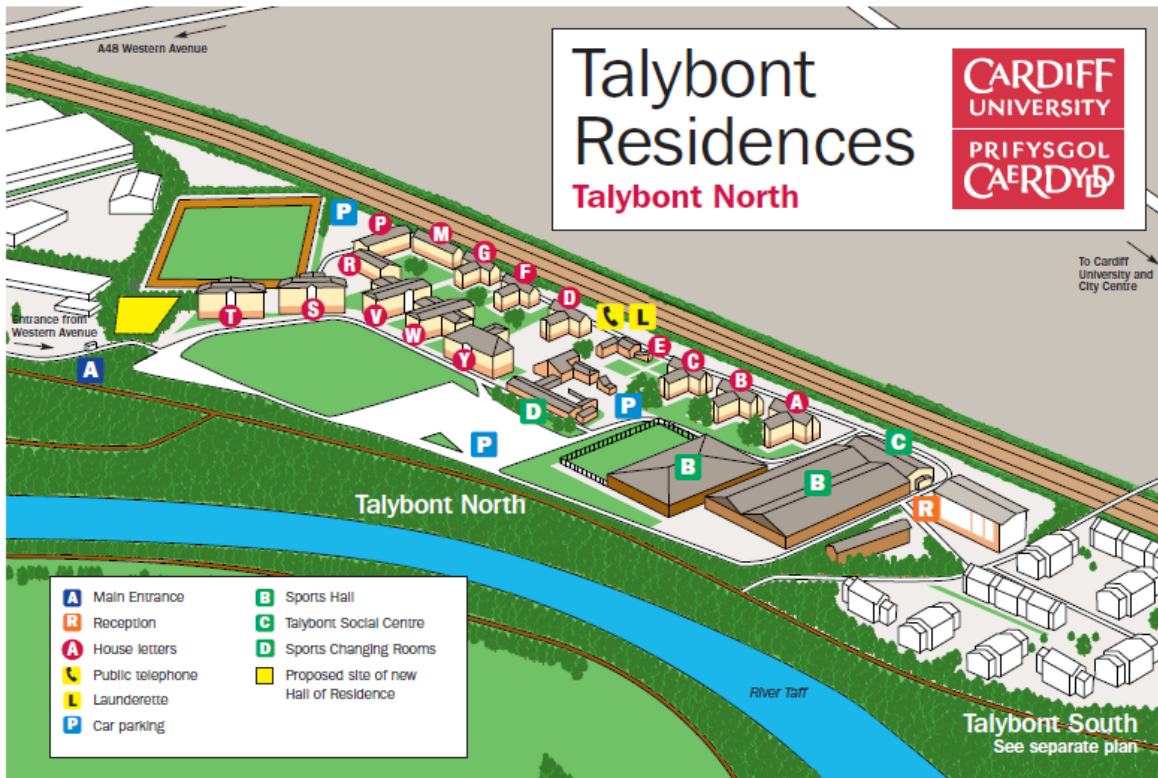 A48 Western Avenue
Talybont
Residences
Talybont North
CARDIFF
UNIVERSITY
PRIFYSGOL
CAERDYDD
To Cardiff
University and
City Centre
P
P
M
G
R
F
D
L
T
S
V
W
Y
E
C
B
A
Entrance from
Western Avenue
A
D
P
P
C
B
B
R
Talybont North
A Main Entrance
R Reception
A House letters
Public telephone
L Launderette
P Car parking
B Sports Hall
C Talybont Social Centre
D Sports Changing Rooms
Proposed site of new
Hall of Residence
River Taff
Talybont South
See separate plan